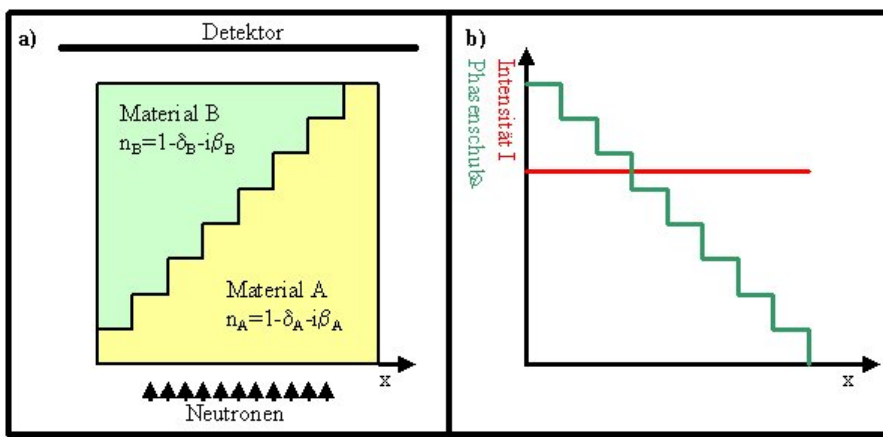 a)
Detektor
Material B
n_B=1-δ_B-iβ_B
Material A
n_A=1-δ_A-iβ_A
x
Neutronen
b)
Intensität I
Phasenschub
x